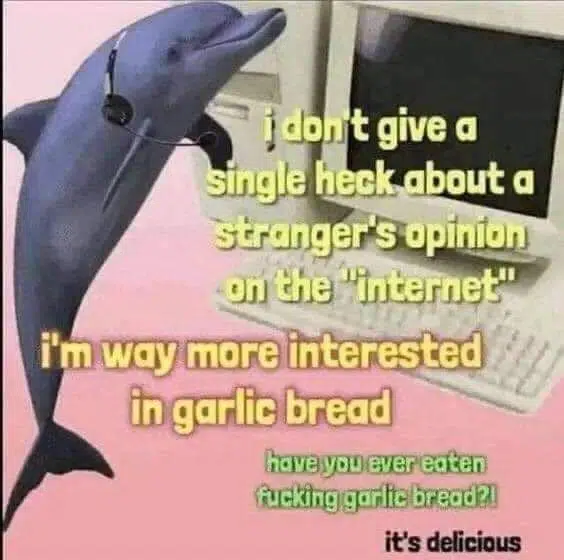 i don't give a
single heck about a
stranger's opinion
on the "internet"
i'm way more interested
in garlic bread
have you ever eaten
fucking garlic bread?!
it's delicious